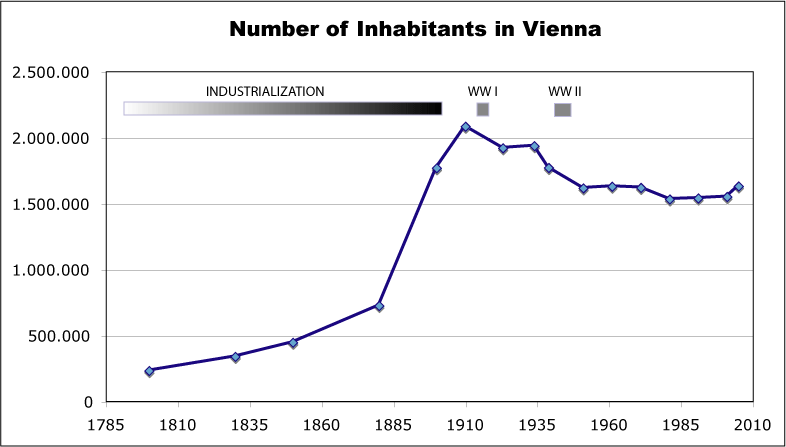 Number of Inhabitants in Vienna
2.500.000
INDUSTRIALIZATION WW I WW II
2.000.000
1.500.000
1.000.000
500.000
0
1785 1810 1835 1860 1885 1910 1935 1960 1985 2010